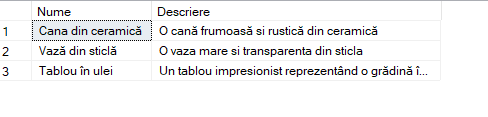 Nume Descriere
1 Cana din ceramică O cană frumoasă si rustică din ceramică
2 Vază din sticlă O vaza mare si transparenta din sticla
3 Tablou în ulei Un tablou impresionist reprezentând o grădină î...